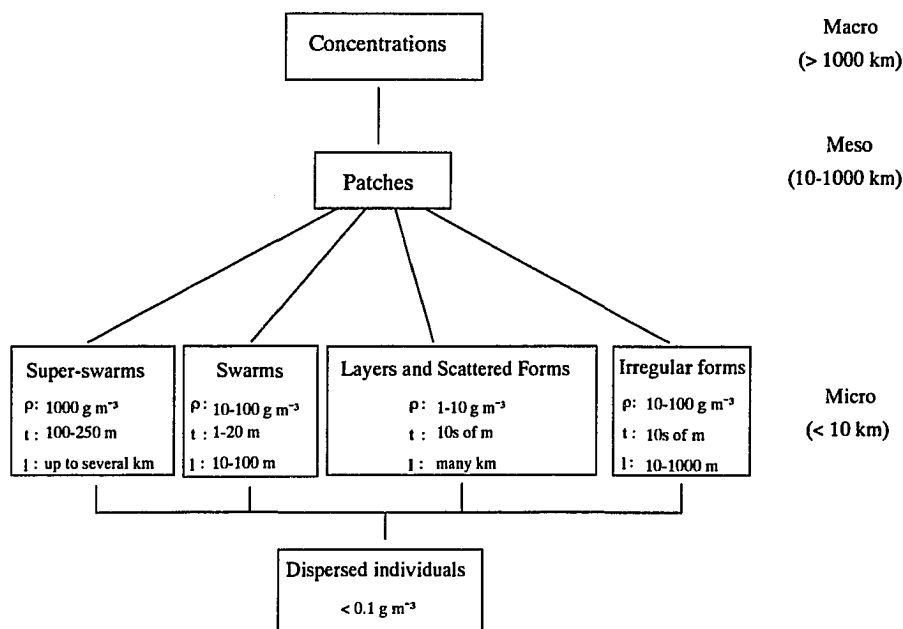 Concentrations
Macro
(> 1000 km)
Patches
Meso
(10-1000 km)
Super-swarms
ρ: 1000 g m⁻³
t : 100-250 m
l : up to several km
Swarms
ρ: 10-100 g m⁻³
t : 1-20 m
l : 10-100 m
Layers and Scattered Forms
ρ: 1-10 g m⁻³
t: 10s of m
l: many km
Irregular forms
ρ: 10-100 g m⁻³
t: 10s of m
l: 10-1000 m
Micro
(< 10 km)
Dispersed individuals
< 0.1 g m⁻³